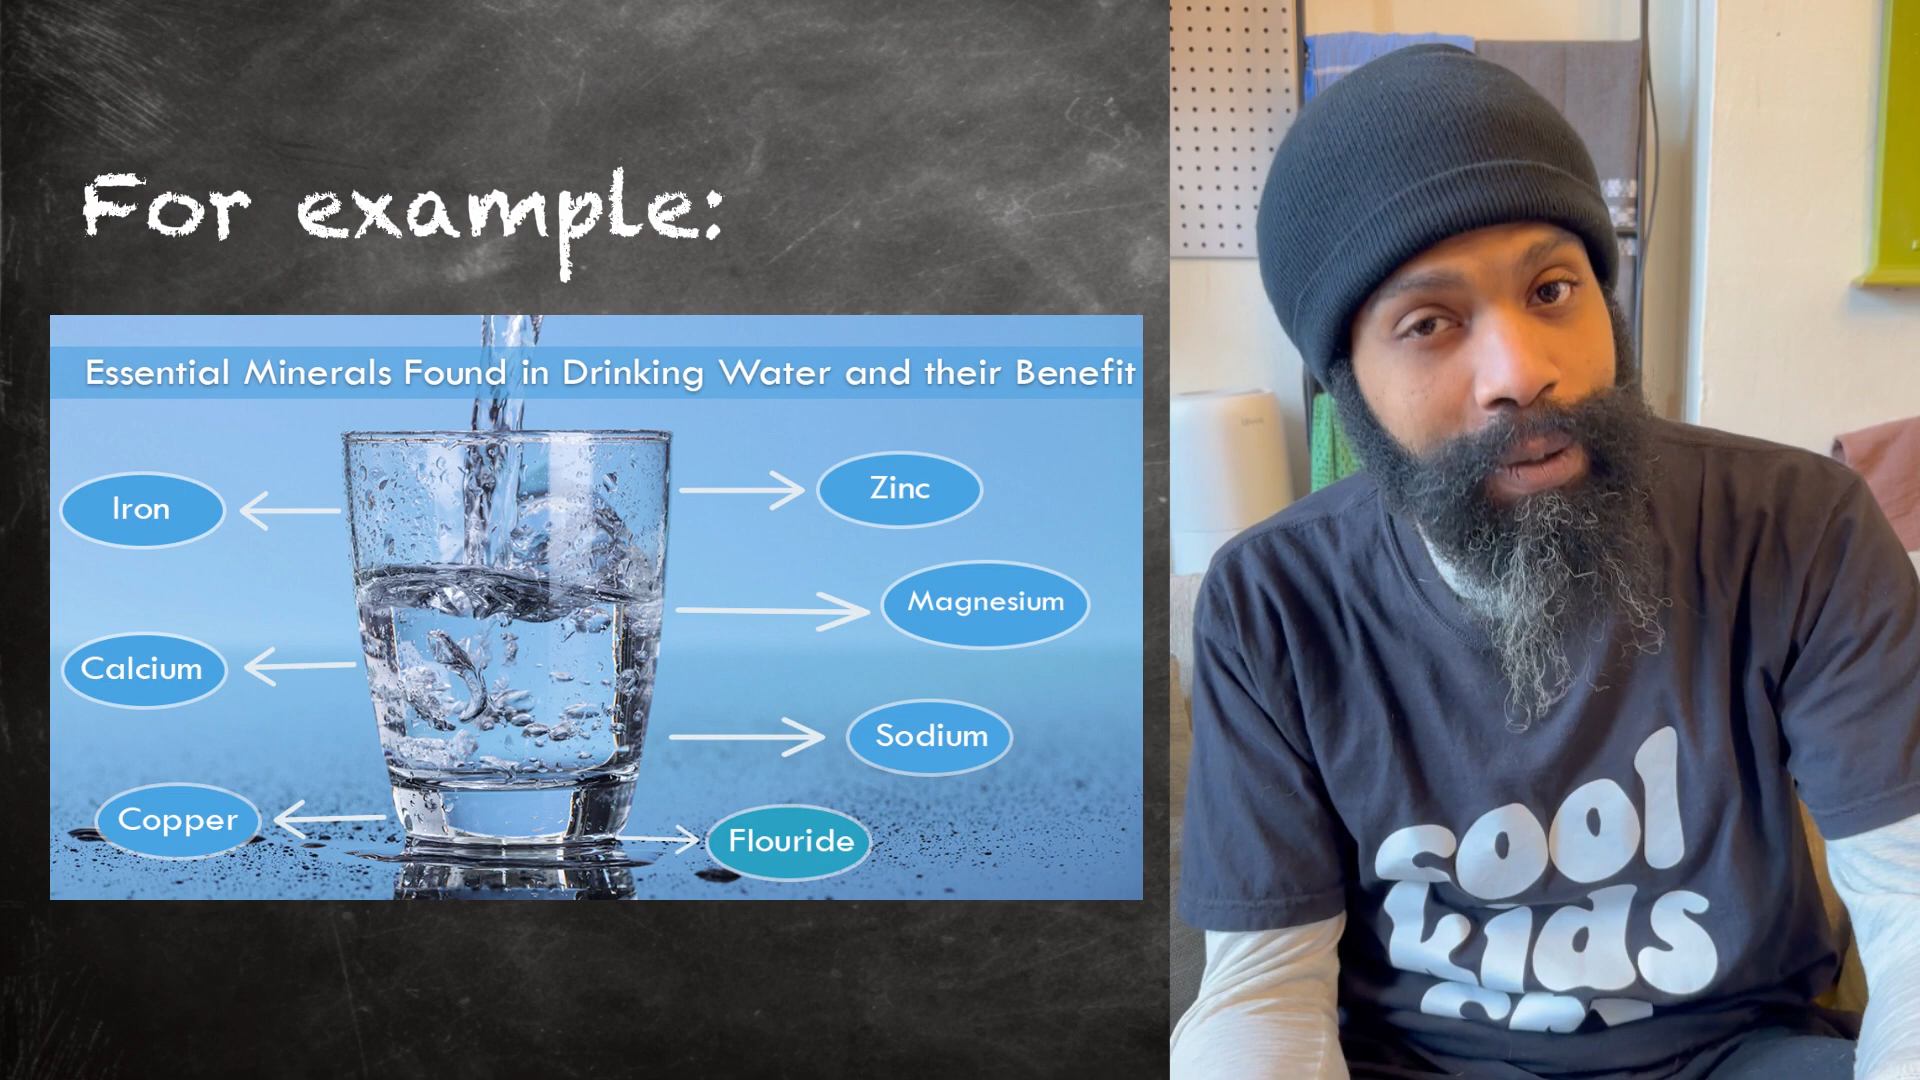 For example:
Essential Minerals Found in Drinking Water and their Benefit
Iron
Zinc
Magnesium
Calcium
Sodium
Copper
Flouride
cool
kids